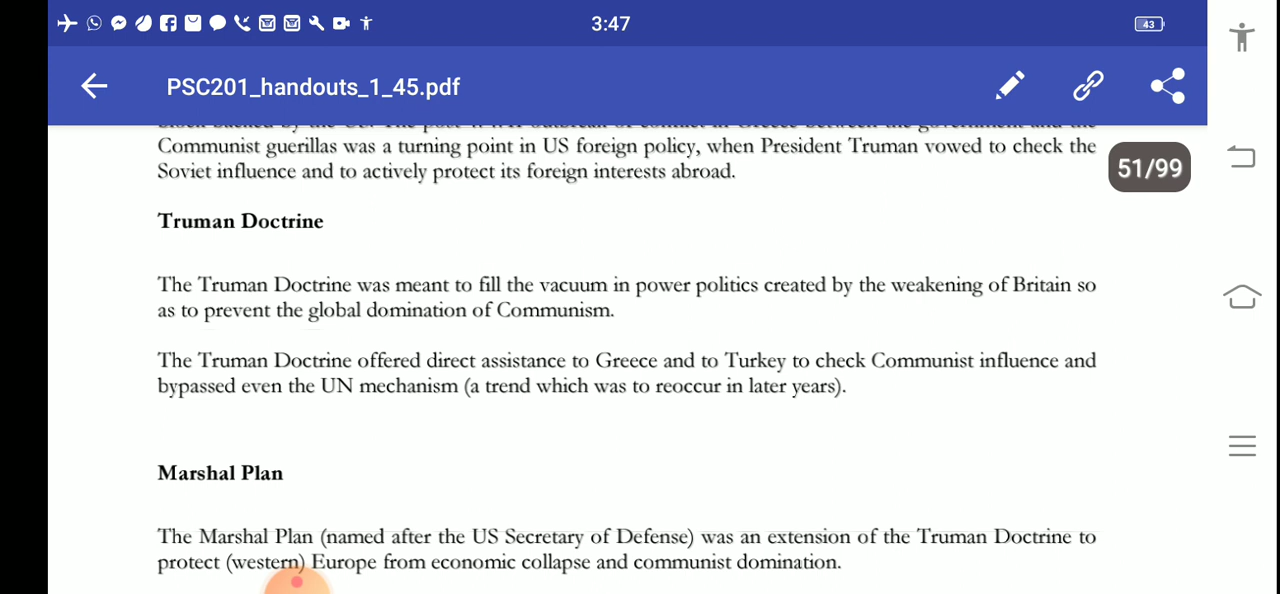 3:47
43
PSC201_handouts_1_45.pdf
Communist guerillas was a turning point in US foreign policy, when President Truman vowed to check the
Soviet influence and to actively protect its foreign interests abroad.
51/99
Truman Doctrine
The Truman Doctrine was meant to fill the vacuum in power politics created by the weakening of Britain so
as to prevent the global domination of Communism.
The Truman Doctrine offered direct assistance to Greece and to Turkey to check Communist influence and
bypassed even the UN mechanism (a trend which was to reoccur in later years).
Marshal Plan
The Marshal Plan (named after the US Secretary of Defense) was an extension of the Truman Doctrine to
protect (western) Europe from economic collapse and communist domination.